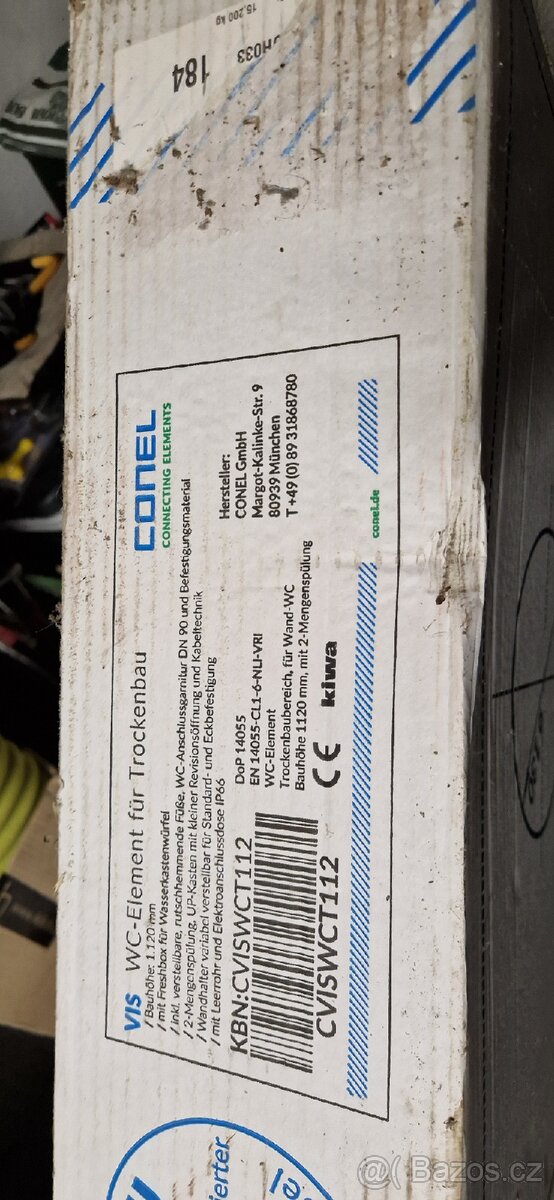 15,200 kg
184
CONEL
CONNECTING ELEMENTS
VIS WC-Element für Trockenbau
/ Bauhöhe: 1.120 mm
/ mit Freshbox für Wasserkastenwürfel
/ inkl. verstellbare, rutschhemmende Füße, WC-Anschlussgarnitur DN 90 und Befestigungsmaterial
/ 2-Mengenspülung, UP-Kasten mit kleiner Revisionsöffnung und Kabeltechnik
/ Wandhalter variabel verstellbar für Standard- und Eckbefestigung
/ mit Leerrohr und Elektroanschlussdose IP66
KBN:CVISWCT112
CVISWCT112
DoP 14055
EN 14055-CL1-6-NLI-VRI
WC-Element
Trockenbaubereich, für Wand-WC
Bauhöhe 1120 mm, mit 2-Mengenspülung
CE kiwa
Hersteller:
CONEL GmbH
Margot-Kalinke-Str. 9
80939 München
T +49 (0) 89 31868780
conel.de
@ Bazos.cz